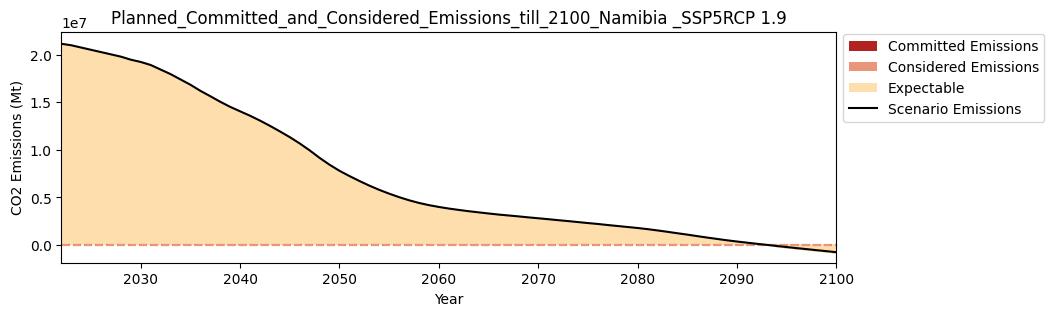 Planned_Committed_and_Considered_Emissions_till_2100_Namibia _SSP5RCP 1.9
1e7
Committed Emissions
Considered Emissions
Expectable
Scenario Emissions
CO2 Emissions (Mt)
2.0
1.5
1.0
0.5
0.0
2030 2040 2050 2060 2070 2080 2090 2100
Year